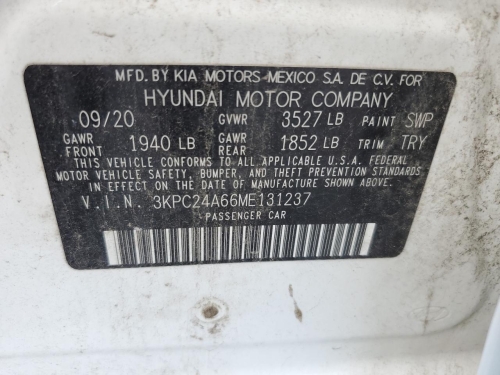 MFD. BY KIA MOTORS MEXICO S.A. DE C.V. FOR
HYUNDAI MOTOR COMPANY
09/20 GVWR 3527 LB PAINT SWP
GAWR FRONT 1940 LB GAWR REAR 1852 LB TRIM TRY
THIS VEHICLE CONFORMS TO ALL APPLICABLE U.S.A. FEDERAL
MOTOR VEHICLE SAFETY, BUMPER, AND THEFT PREVENTION STANDARDS
IN EFFECT ON THE DATE OF MANUFACTURE SHOWN ABOVE.
V.I.N. 3KPC24A66ME131237
PASSENGER CAR